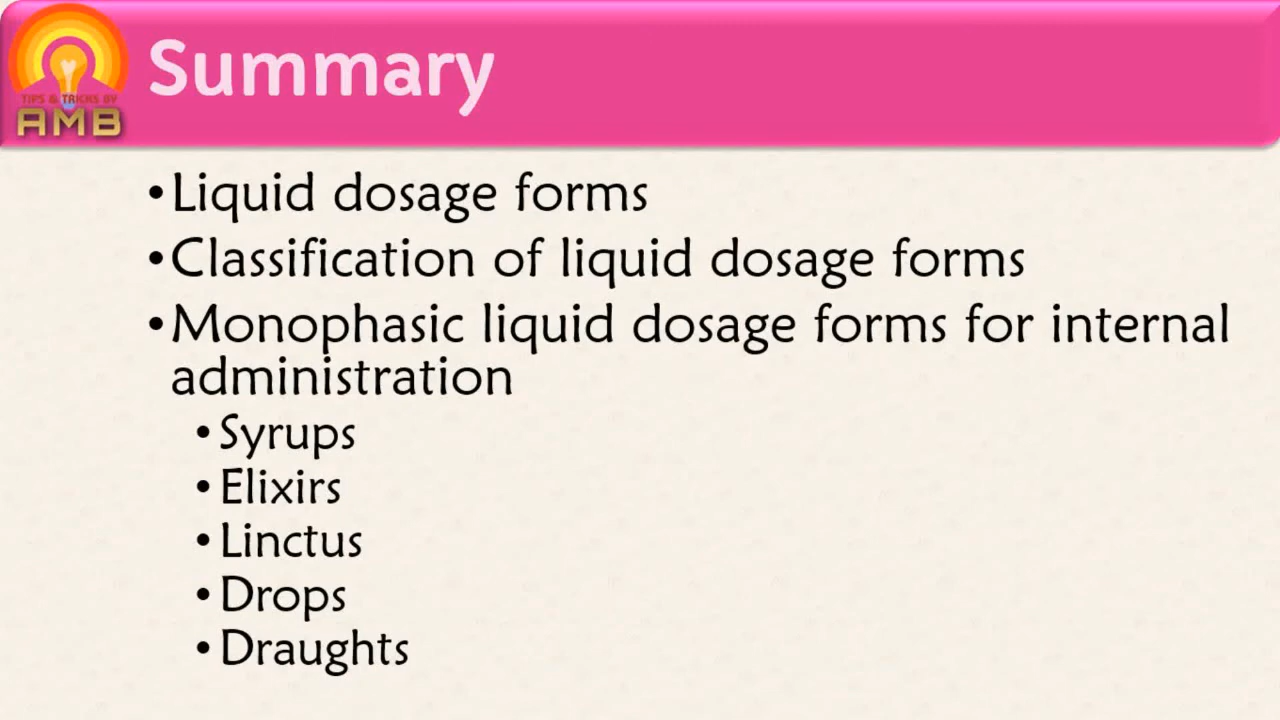 Summary
TIPS & TRICKS BY
AMB
•Liquid dosage forms
•Classification of liquid dosage forms
•Monophasic liquid dosage forms for internal
administration
•Syrups
•Elixirs
•Linctus
•Drops
•Draughts